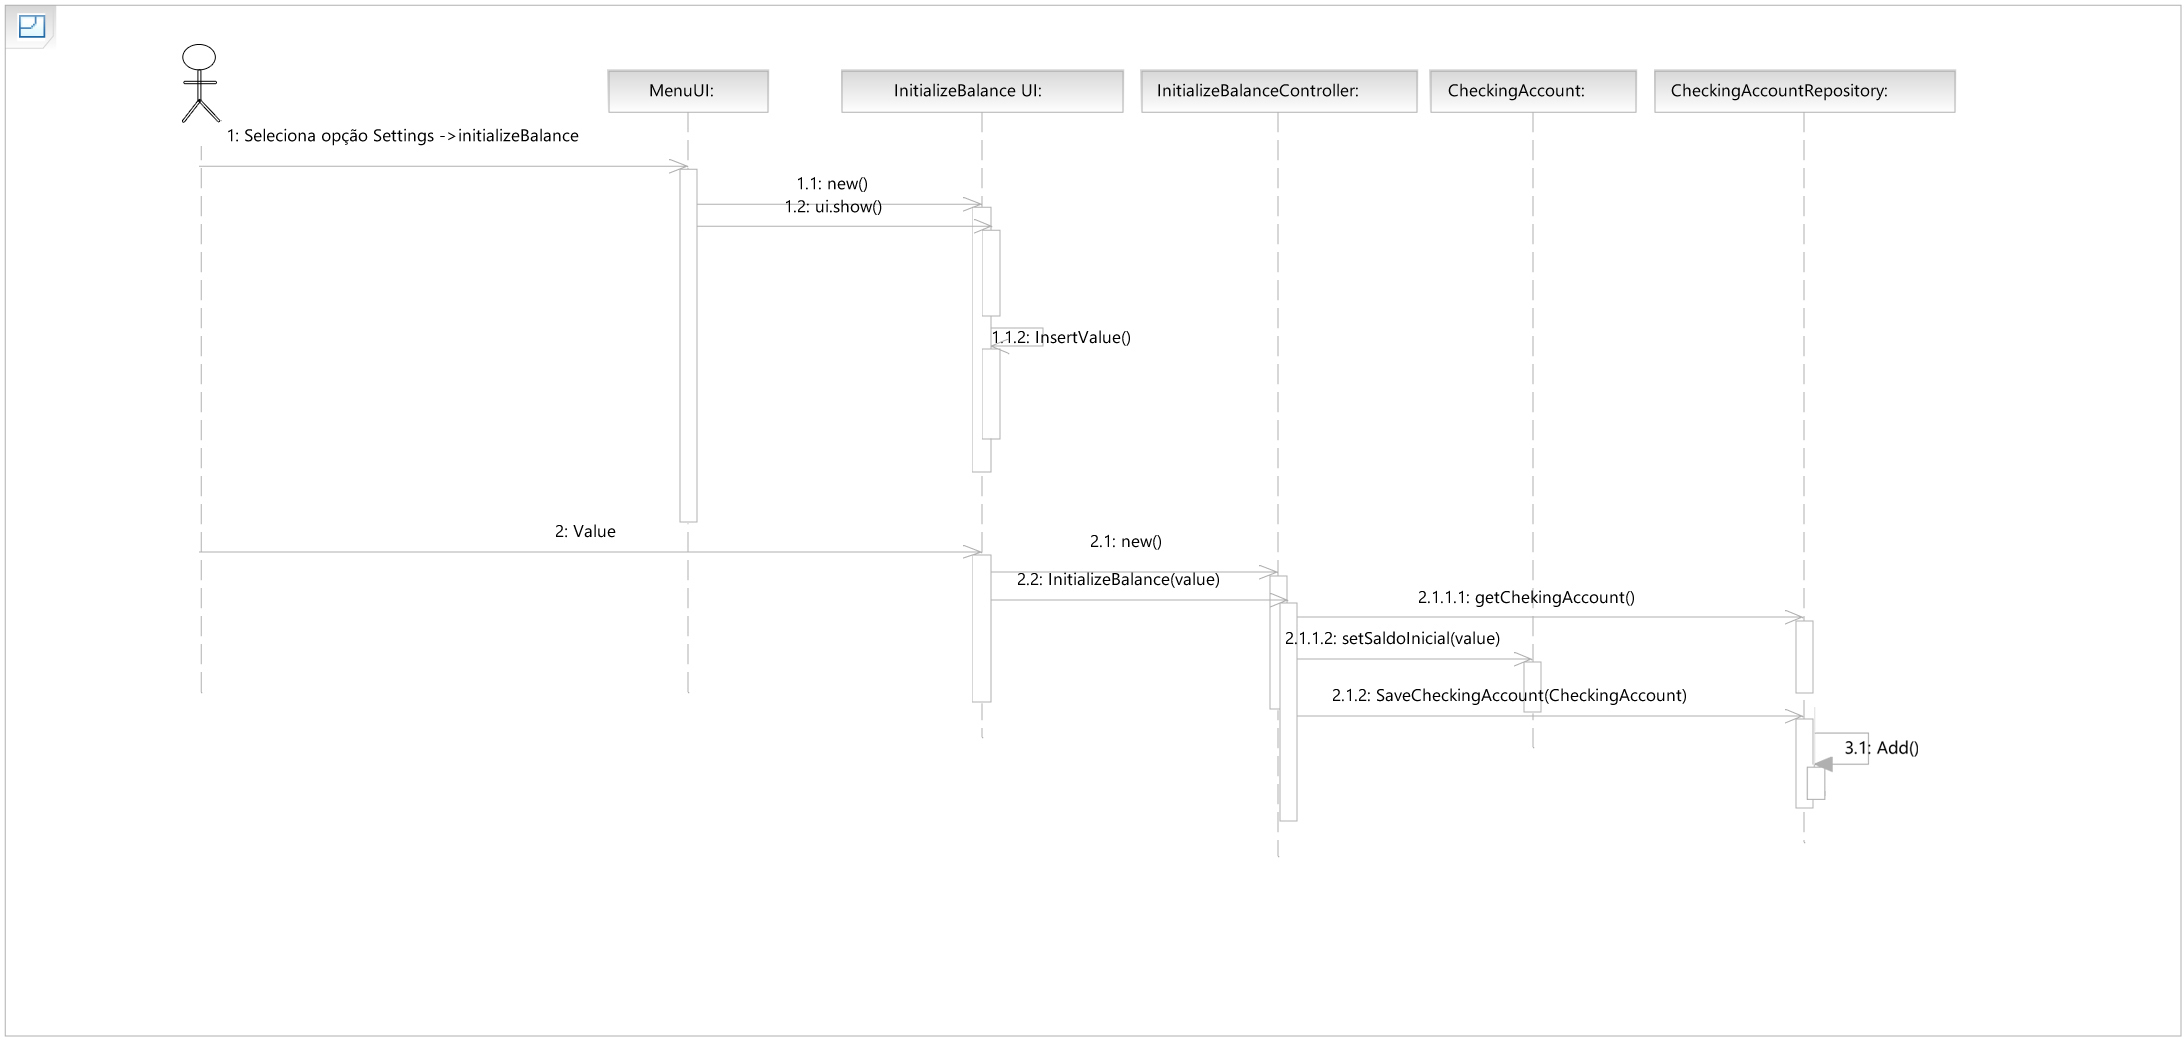 MenuUI:
InitializeBalance UI:
InitializeBalanceController:
CheckingAccount:
CheckingAccountRepository:
1: Seleciona opção Settings ->initializeBalance
1.1: new()
1.2: ui.show()
1.1.2: InsertValue()
2: Value
2.1: new()
2.2: InitializeBalance(value)
2.1.1.1: getChekingAccount()
2.1.1.2: setSaldoInicial(value)
2.1.2: SaveCheckingAccount(CheckingAccount)
3.1: Add()